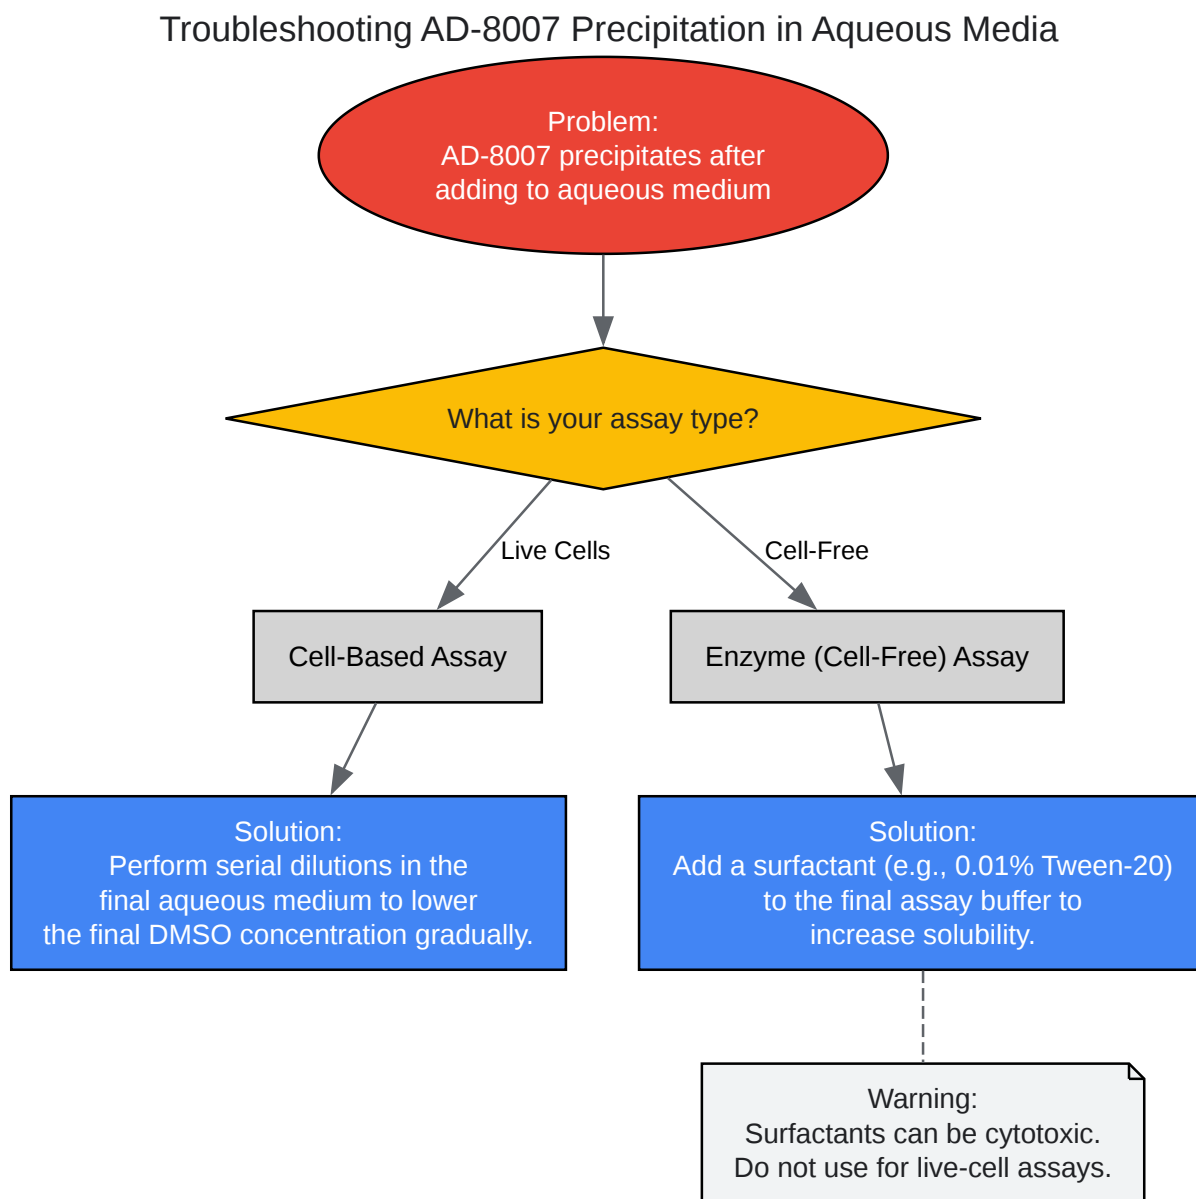 Troubleshooting AD-8007 Precipitation in Aqueous Media
Problem:
AD-8007 precipitates after
adding to aqueous medium
What is your assay type?
Live Cells
Cell-Free
Cell-Based Assay
Enzyme (Cell-Free) Assay
Solution:
Perform serial dilutions in the
final aqueous medium to lower
the final DMSO concentration gradually.
Solution:
Add a surfactant (e.g., 0.01% Tween-20)
to the final assay buffer to
increase solubility.
Warning:
Surfactants can be cytotoxic.
Do not use for live-cell assays.